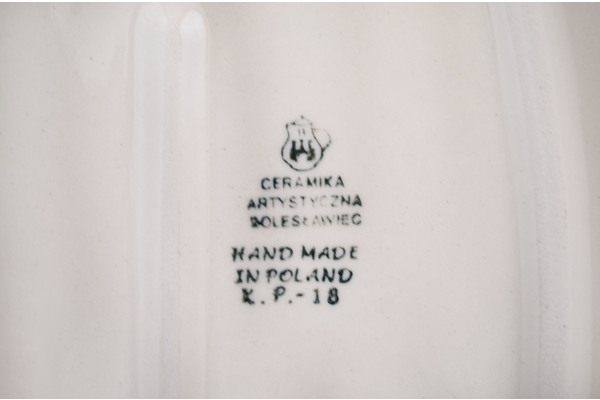 CERAMIKA
ARTYSTYCZNA
BOLESŁAWIEC
HAND MADE
IN POLAND
K. P.-18